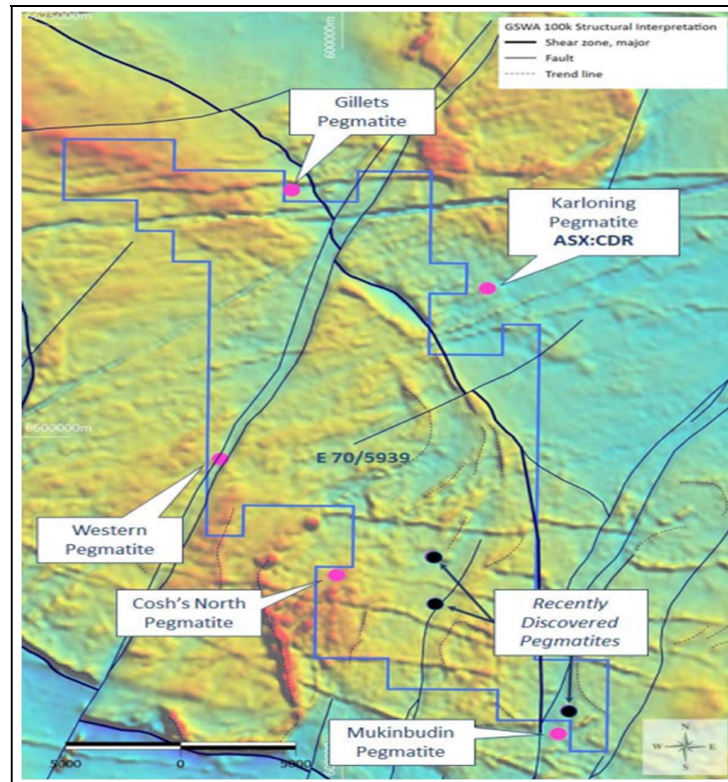 6625000m
600000m
GSWA 100k Structural Interpretation
Shear zone, major
Fault
Trend line
Gillets
Pegmatite
Karloning
Pegmatite
ASX:CDR
6600000m
E 70/5939
Western
Pegmatite
Cosh's North
Pegmatite
Recently
Discovered
Pegmatites
Mukinbudin
Pegmatite
5000
0
5000
N
W
E
S